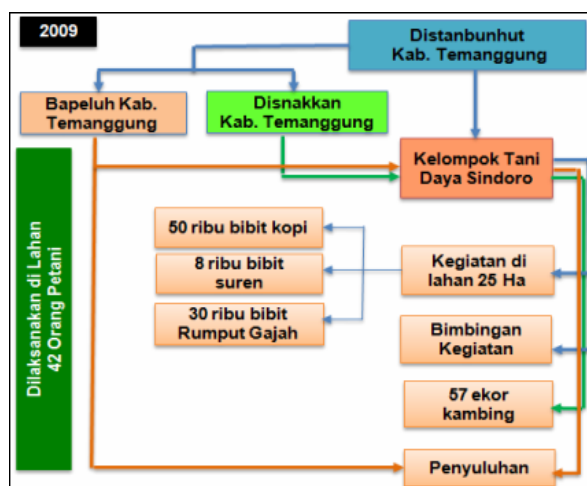 2009
Distanbunhut
Kab. Temanggung
Bapeluh Kab.
Temanggung
Disnakkan
Kab. Temanggung
Kelompok Tani
Daya Sindoro
Dilaksanakan di Lahan
42 Orang Petani
50 ribu bibit kopi
8 ribu bibit
suren
30 ribu bibit
Rumput Gajah
Kegiatan di
lahan 25 Ha
Bimbingan
Kegiatan
57 ekor
kambing
Penyuluhan